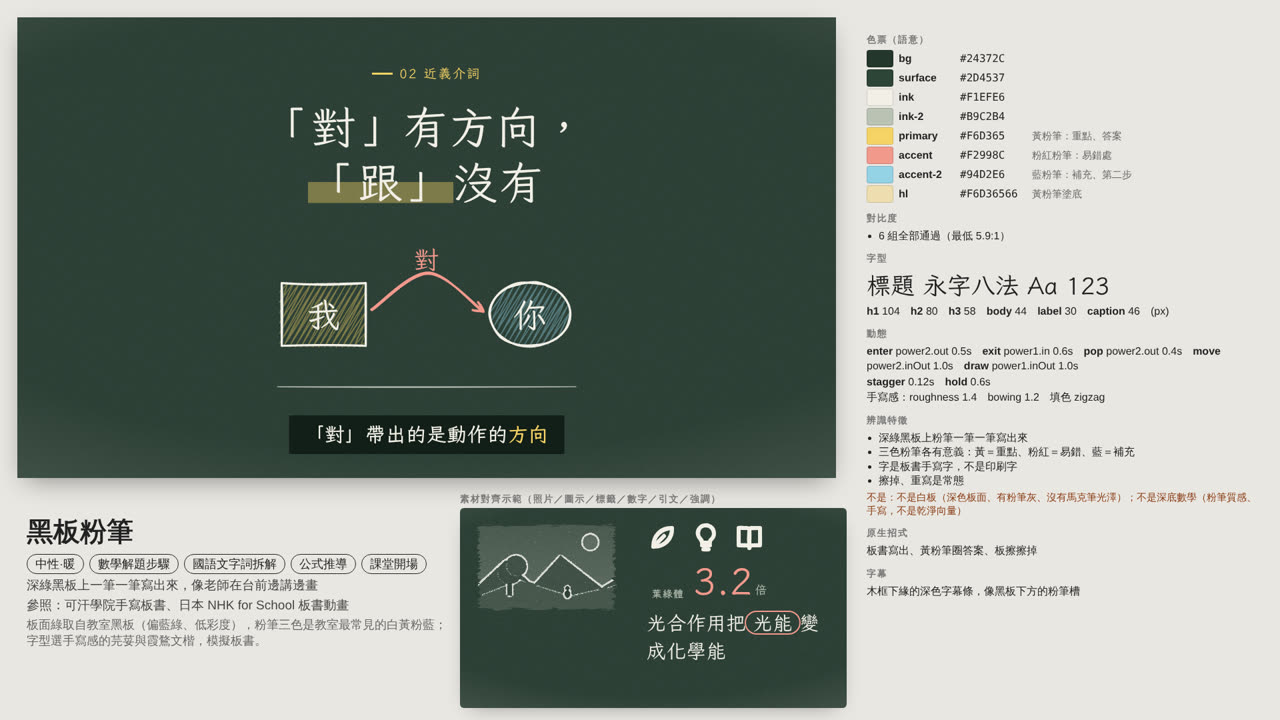 02 近義介詞
「對」有方向，
「跟」沒有
對
我
你
「對」帶出的是動作的方向
黑板粉筆
中性·暖 數學解題步驟 國語文字詞拆解 公式推導 課堂開場
深綠黑板上一筆一筆寫出來，像老師在台前邊講邊畫
參照：可汗學院手寫板書、日本 NHK for School 板書動畫
板面綠取自教室黑板（偏藍綠、低彩度），粉筆三色是教室最常見的白黃粉藍；
字型選手寫感的芫荽與霞鶩文楷，模擬板書。
素材對齊示範（照片／圖示／標籤／數字／引文／強調）
葉綠體 3.2 倍
光合作用把光能變
成化學能
色票（語意）
bg #24372C
surface #2D4537
ink #F1EFE6
ink-2 #B9C2B4
primary #F6D365 黃粉筆：重點、答案
accent #F2998C 粉紅粉筆：易錯處
accent-2 #94D2E6 藍粉筆：補充、第二步
hl #F6D36566 黃粉筆塗底
對比度
• 6 組全部通過（最低 5.9:1）
字型
標題 永字八法 Aa 123
h1 104 h2 80 h3 58 body 44 label 30 caption 46 (px)
動態
enter power2.out 0.5s exit power1.in 0.6s pop power2.out 0.4s move
power2.inOut 1.0s draw power1.inOut 1.0s
stagger 0.12s hold 0.6s
手寫感：roughness 1.4 bowing 1.2 填色 zigzag
辨識特徵
• 深綠黑板上粉筆一筆一筆寫出來
• 三色粉筆各有意義：黃＝重點、粉紅＝易錯、藍＝補充
• 字是板書手寫字，不是印刷字
• 擦掉、重寫是常態
不是：不是白板（深色板面、有粉筆灰、沒有馬克筆光澤）；不是深底數學（粉筆質感、
手寫，不是乾淨向量）
原生招式
板書寫出、黃粉筆圈答案、板擦擦掉
字幕
木框下緣的深色字幕條，像黑板下方的粉筆槽